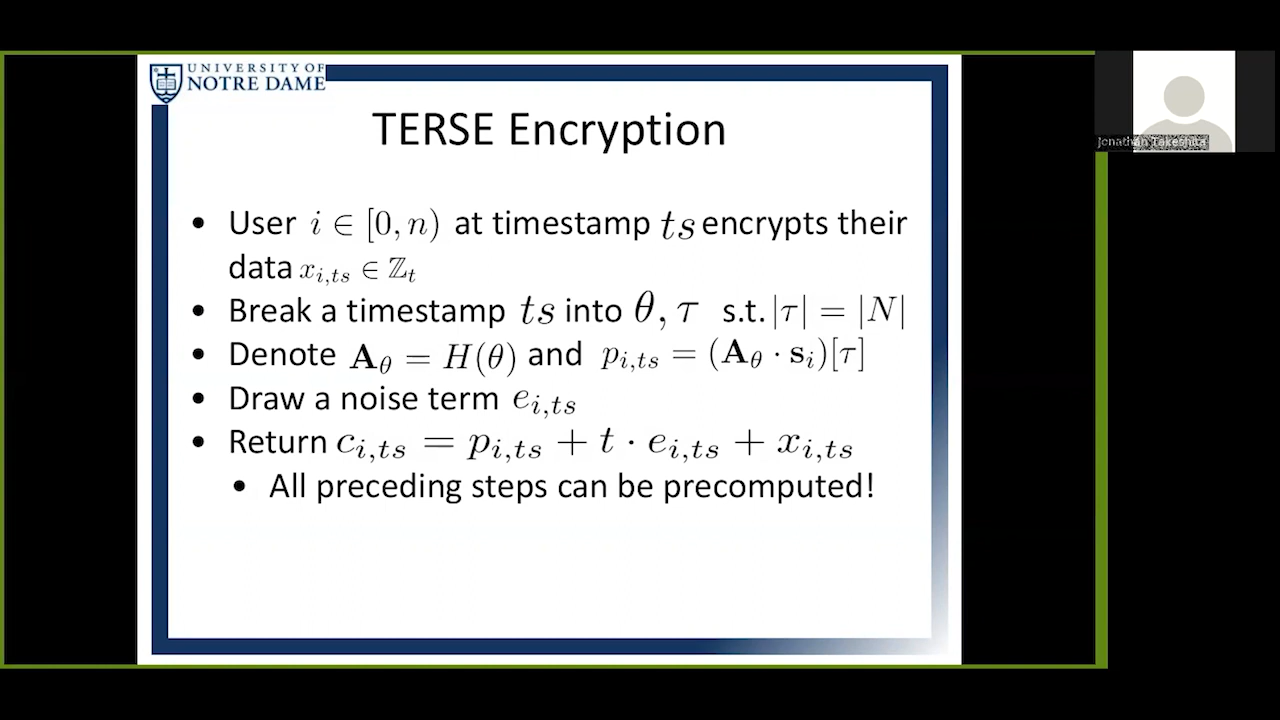 UNIVERSITY OF
NOTRE DAME
TERSE Encryption
• User i ∈ [0, n) at timestamp ts encrypts their
data x_{i,ts} ∈ ℤ_t
• Break a timestamp ts into θ, τ s.t. |τ| = |N|
• Denote A_θ = H(θ) and p_{i,ts} = (A_θ · s_i)[τ]
• Draw a noise term e_{i,ts}
• Return c_{i,ts} = p_{i,ts} + t · e_{i,ts} + x_{i,ts}
• All preceding steps can be precomputed!
Jonathan Takeshita